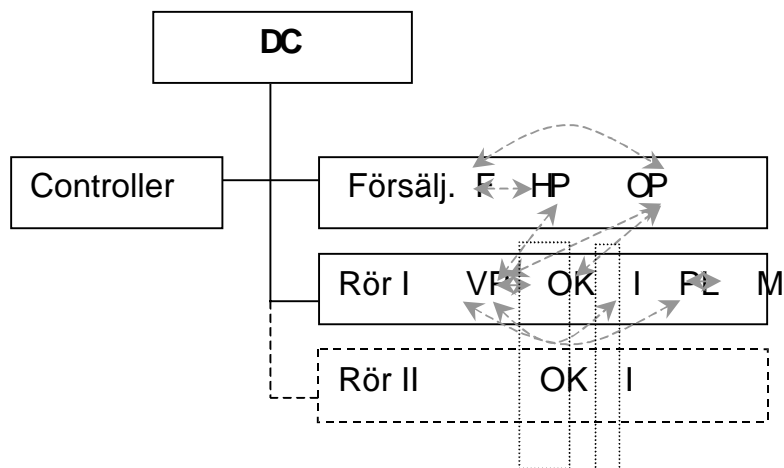 DC
Controller
Försälj. F HP OP
Rör I VP OK I PL M
Rör II OK I